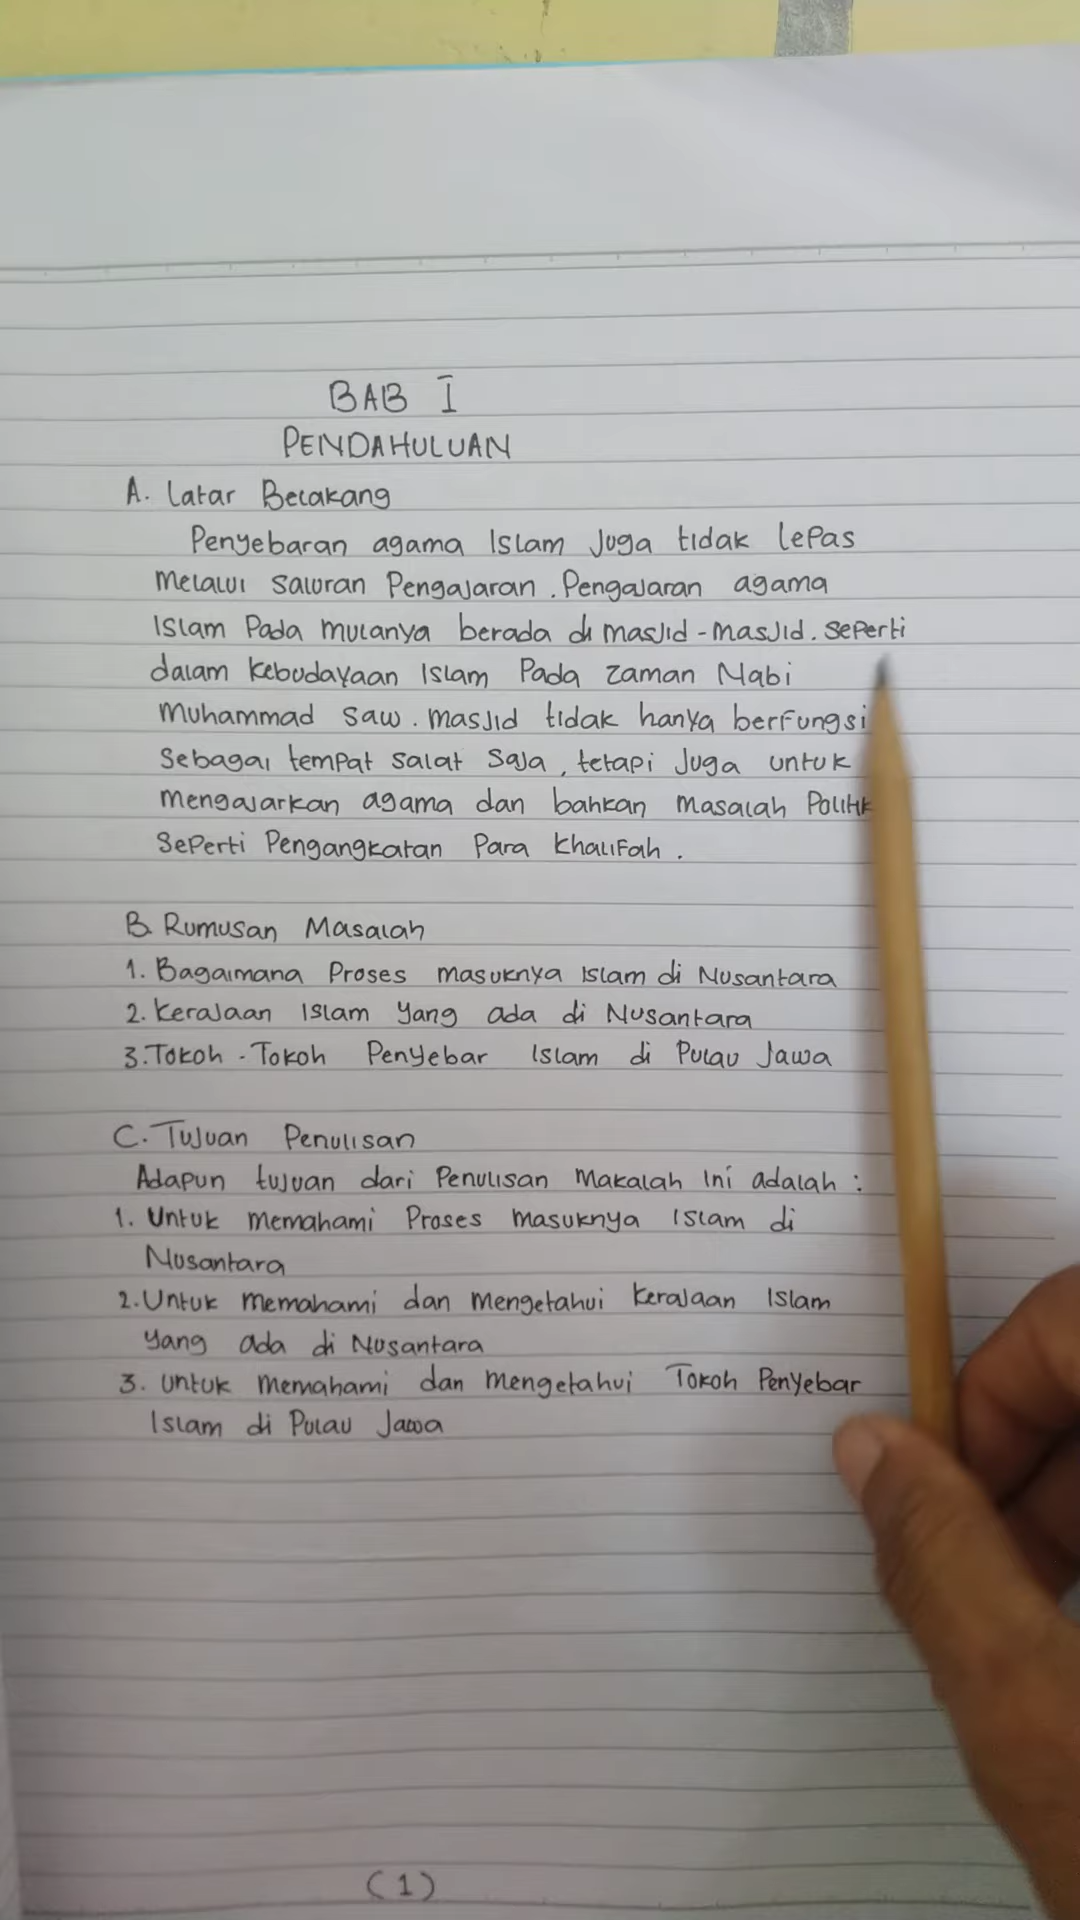 BAB I
PENDAHULUAN
A. Latar Belakang
Penyebaran agama Islam Juga tidak lepas
Melalui saluran Pengajaran. Pengajaran agama
Islam Pada mulanya berada di masjid-masjid. seperti
dalam kebudayaan Islam Pada zaman Nabi
Muhammad saw. masjid tidak hanya berfungsi
Sebagai tempat salat saja, tetapi Juga untuk
mengajarkan agama dan bahkan masalah Politik
seperti Pengangkatan Para khalifah.
B. Rumusan Masalah
1. Bagaimana Proses masuknya Islam di Nusantara
2. kerajaan Islam yang ada di Nusantara
3. Tokoh-Tokoh Penyebar Islam di Pulau Jawa
C. Tujuan Penulisan
Adapun tujuan dari Penulisan Makalah Ini adalah :
1. Untuk memahami Proses masuknya Islam di
Nusantara
2. Untuk memahami dan mengetahui kerajaan Islam
yang ada di Nusantara
3. untuk memahami dan mengetahui Tokoh Penyebar
Islam di Pulau Jawa
(1)